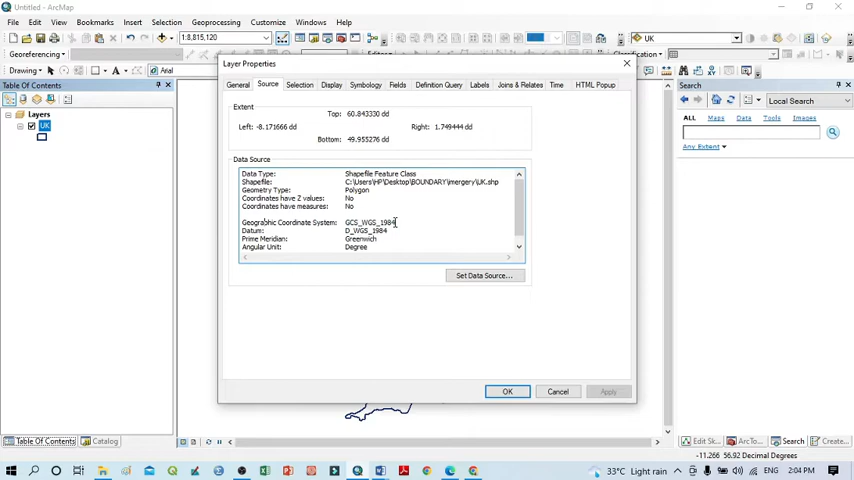 Untitled - ArcMap
File Edit View Bookmarks Insert Selection Geoprocessing Customize Windows Help
1:8,815,120
UK
Georeferencing
Drawing
Arial
Table Of Contents
Layers
UK
Layer Properties
General Source Selection Display Symbology Fields Definition Query Labels Joins & Relates Time HTML Popup
Extent
Top: 60.843330 dd
Left: -8.171666 dd Right: 1.749444 dd
Bottom: 49.955276 dd
Data Source
Data Type: Shapefile Feature Class
Shapefile: C:\Users\HP\Desktop\BOUNDARY\imergery\UK.shp
Geometry Type: Polygon
Coordinates have Z values: No
Coordinates have measures: No
Geographic Coordinate System: GCS_WGS_1984
Datum: D_WGS_1984
Prime Meridian: Greenwich
Angular Unit: Degree
Set Data Source...
OK Cancel Apply
Search
Local Search
ALL Maps Data Tools Images
Any Extent
Table Of Contents Catalog
Edit Sk... ArcTo... Search Create...
-11.266 56.92 Decimal Degrees
33°C Light rain ENG 2:04 PM